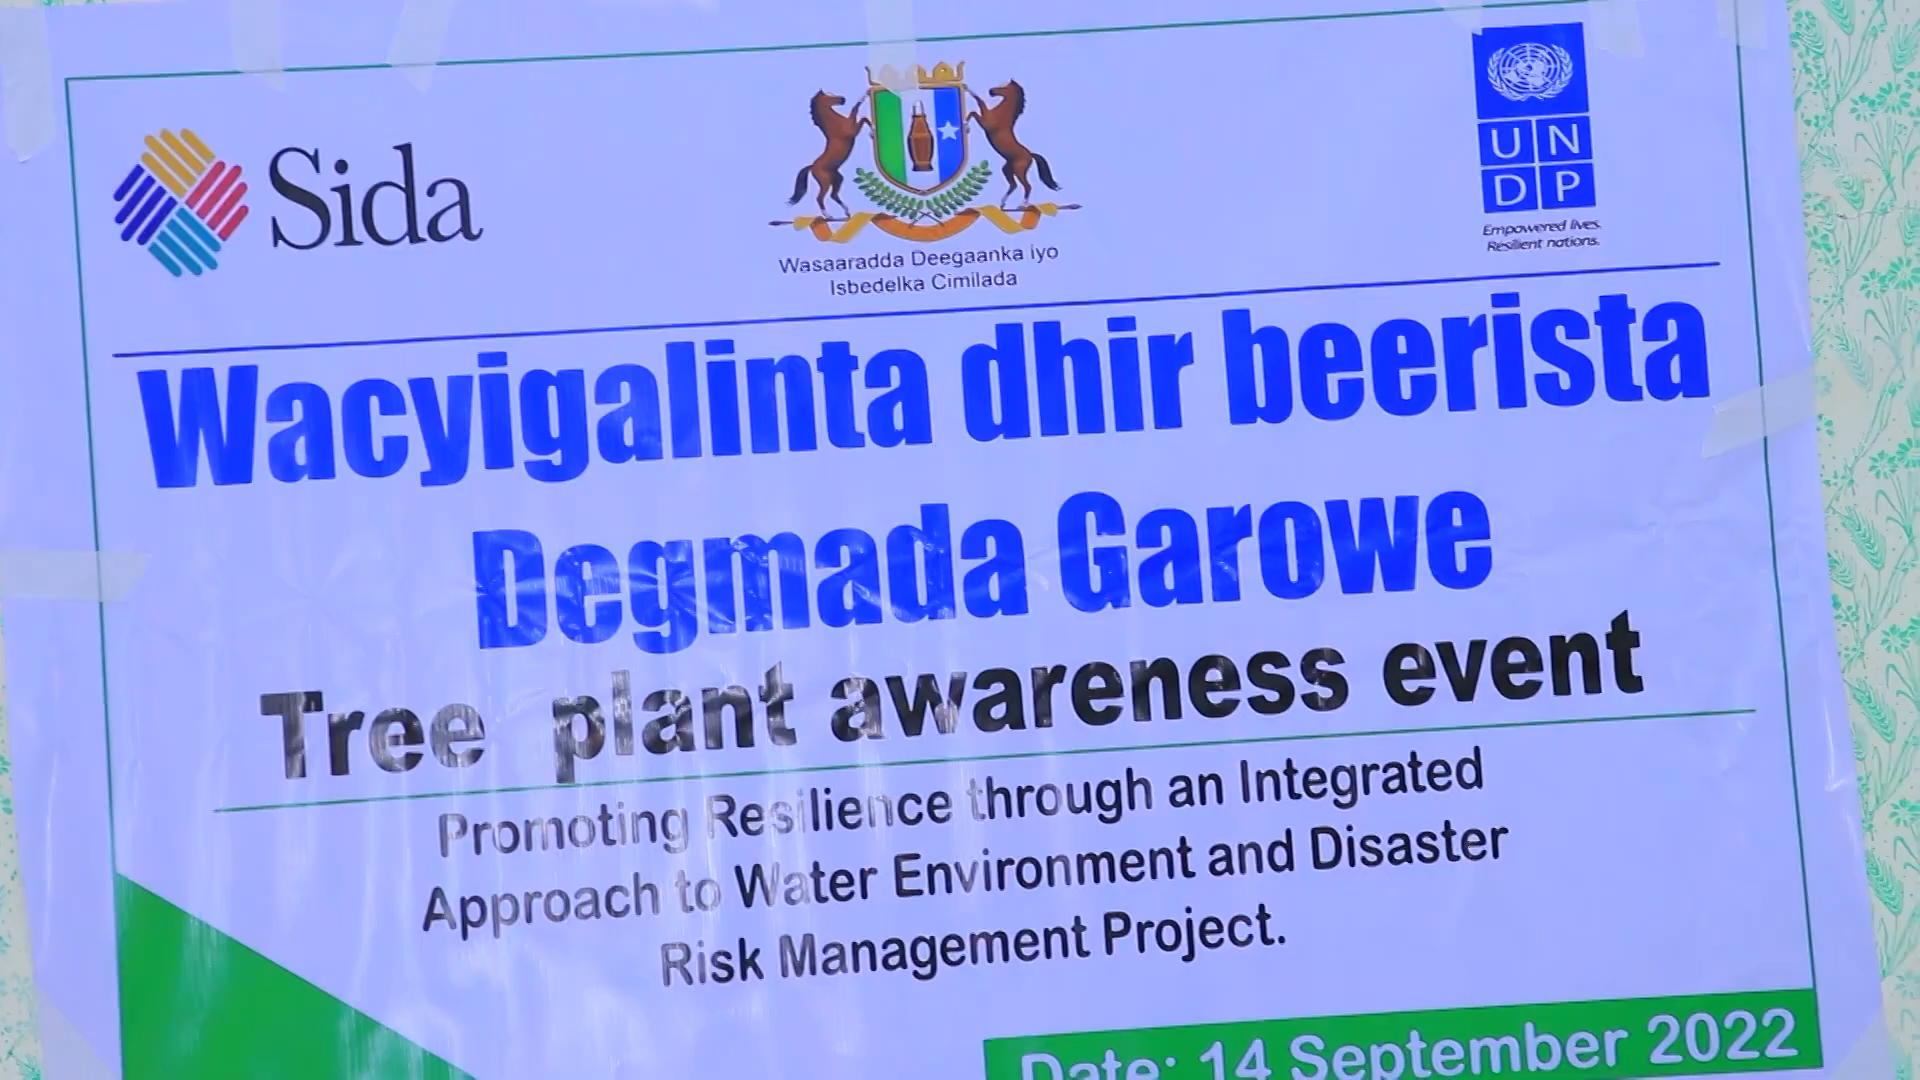 Sida
Wasaaradda Deegaanka iyo
Isbedelka Cimilada
UN
DP
Empowered lives.
Resilient nations.
Wacyigalinta dhir beerista
Degmada Garowe
Tree plant awareness event
Promoting Resilience through an Integrated
Approach to Water Environment and Disaster
Risk Management Project.
Date: 14 September 2022